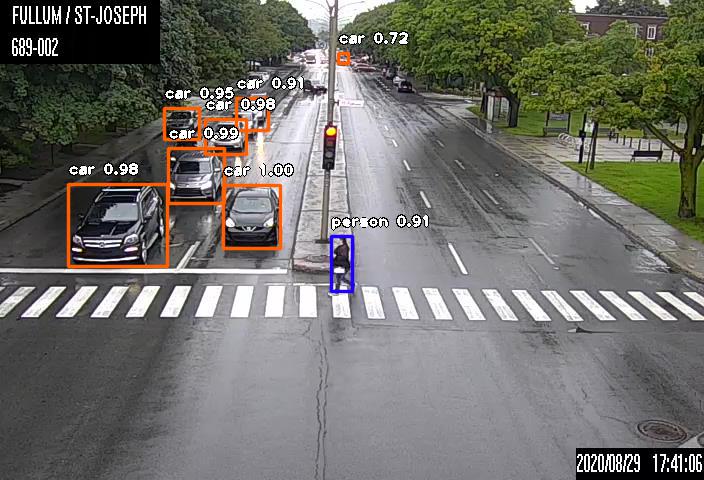 FULLUM / ST-JOSEPH
689-002
car 0.72
car 0.91
car 0.95
car 0.98
car 0.99
car 0.98
car 1.00
person 0.91
2020/08/29 17:41:06